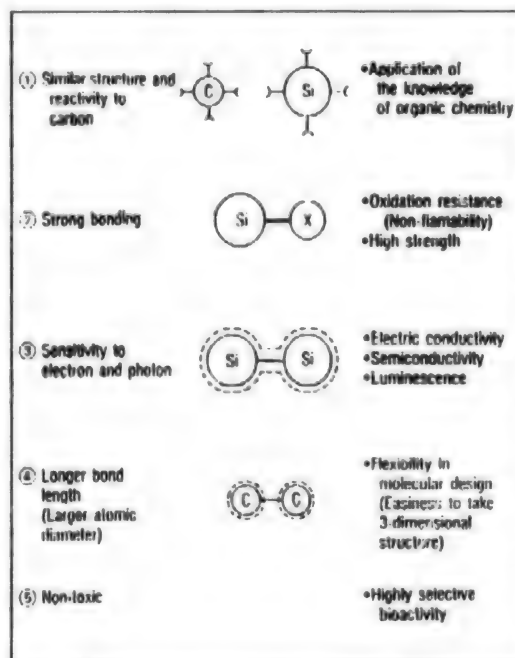 ① Similar structure and
reactivity to
carbon
C
Si
•Application of
the knowledge
of organic chemistry
② Strong bonding
Si
X
•Oxidation resistance
(Non-flamability)
•High strength
③ Sensitivity to
electron and photon
Si
Si
•Electric conductivity
•Semiconductivity
•Luminescence
④ Longer bond
length
(Larger atomic
diameter)
C
C
•Flexibility in
molecular design
(Easiness to take
3-dimensional
structure)
⑤ Non-toxic
•Highly selective
bioactivity